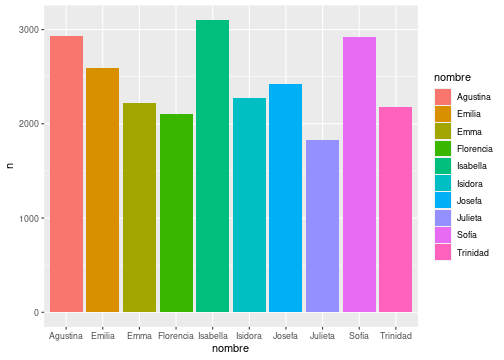 3000
2000
1000
0
n
Agustina Emilia Emma Florencia Isabella Isidora Josefa Julieta Sofía Trinidad
nombre
nombre
Agustina
Emilia
Emma
Florencia
Isabella
Isidora
Josefa
Julieta
Sofía
Trinidad